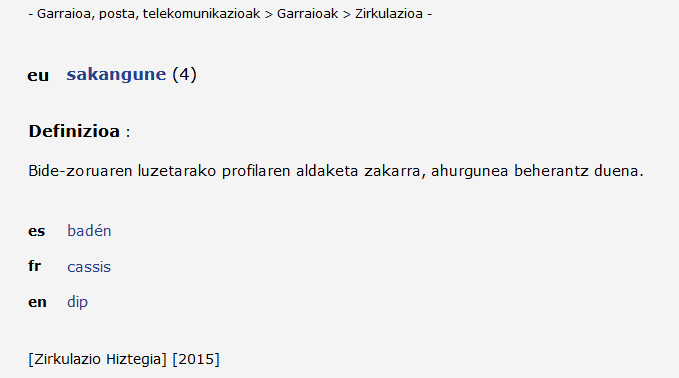 - Garraioa, posta, telekomunikazioak > Garraioak > Zirkulazioa -
eu sakangune (4)
Definizioa :
Bide-zoruaren luzetarako profilaren aldaketa zakarra, ahurgunea beherantz duena.
es badén
fr cassis
en dip
[Zirkulazio Hiztegia] [2015]